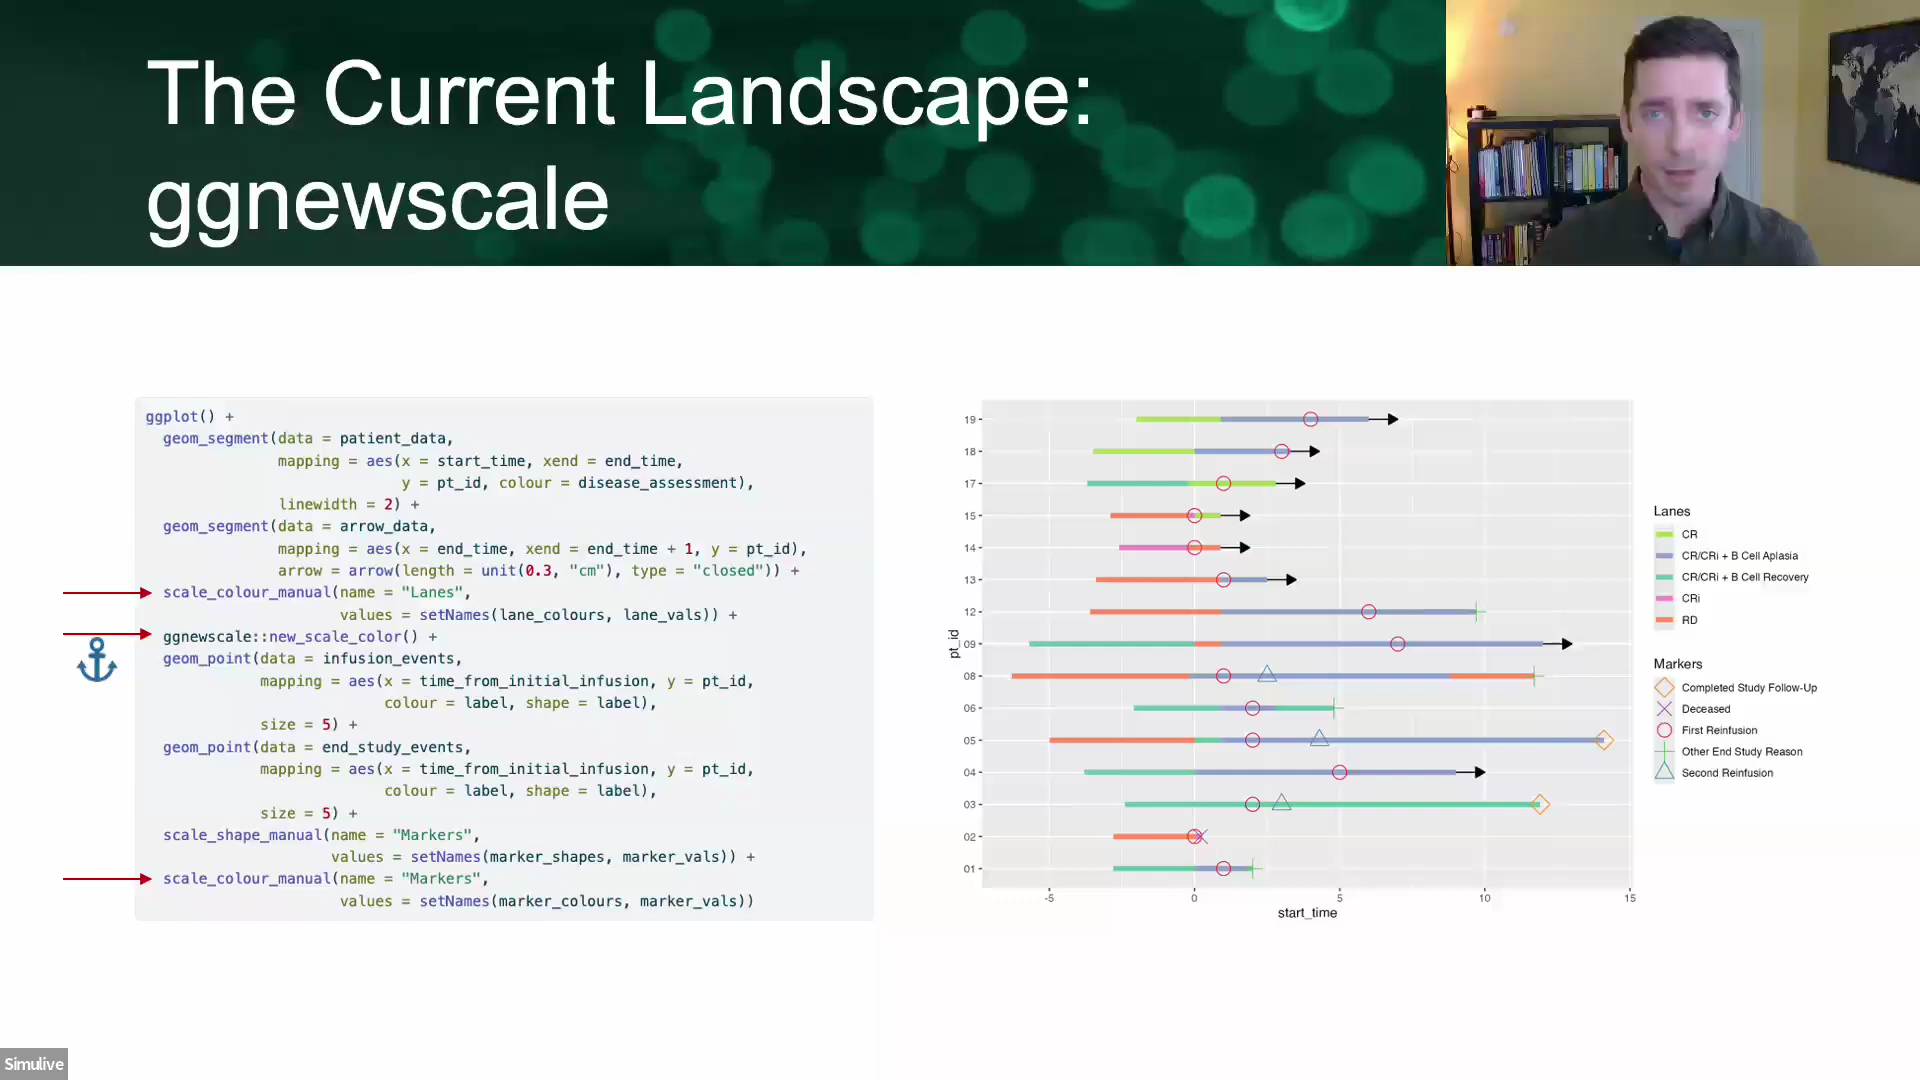 The Current Landscape:
ggnewscale
ggplot() +
geom_segment(data = patient_data,
mapping = aes(x = start_time, xend = end_time,
y = pt_id, colour = disease_assessment),
linewidth = 2) +
geom_segment(data = arrow_data,
mapping = aes(x = end_time, xend = end_time + 1, y = pt_id),
arrow = arrow(length = unit(0.3, "cm"), type = "closed")) +
scale_colour_manual(name = "Lanes",
values = setNames(lane_colours, lane_vals)) +
ggnewscale::new_scale_color() +
geom_point(data = infusion_events,
mapping = aes(x = time_from_initial_infusion, y = pt_id,
colour = label, shape = label),
size = 5) +
geom_point(data = end_study_events,
mapping = aes(x = time_from_initial_infusion, y = pt_id,
colour = label, shape = label),
size = 5) +
scale_shape_manual(name = "Markers",
values = setNames(marker_shapes, marker_vals)) +
scale_colour_manual(name = "Markers",
values = setNames(marker_colours, marker_vals))
pt_id
19
18
17
15
14
13
12
09
08
06
05
04
03
02
01
-5 0 5 10 15
start_time
Lanes
CR
CR/CRi + B Cell Aplasia
CR/CRi + B Cell Recovery
CRi
RD
Markers
Completed Study Follow-Up
Deceased
First Reinfusion
Other End Study Reason
Second Reinfusion
Simulive